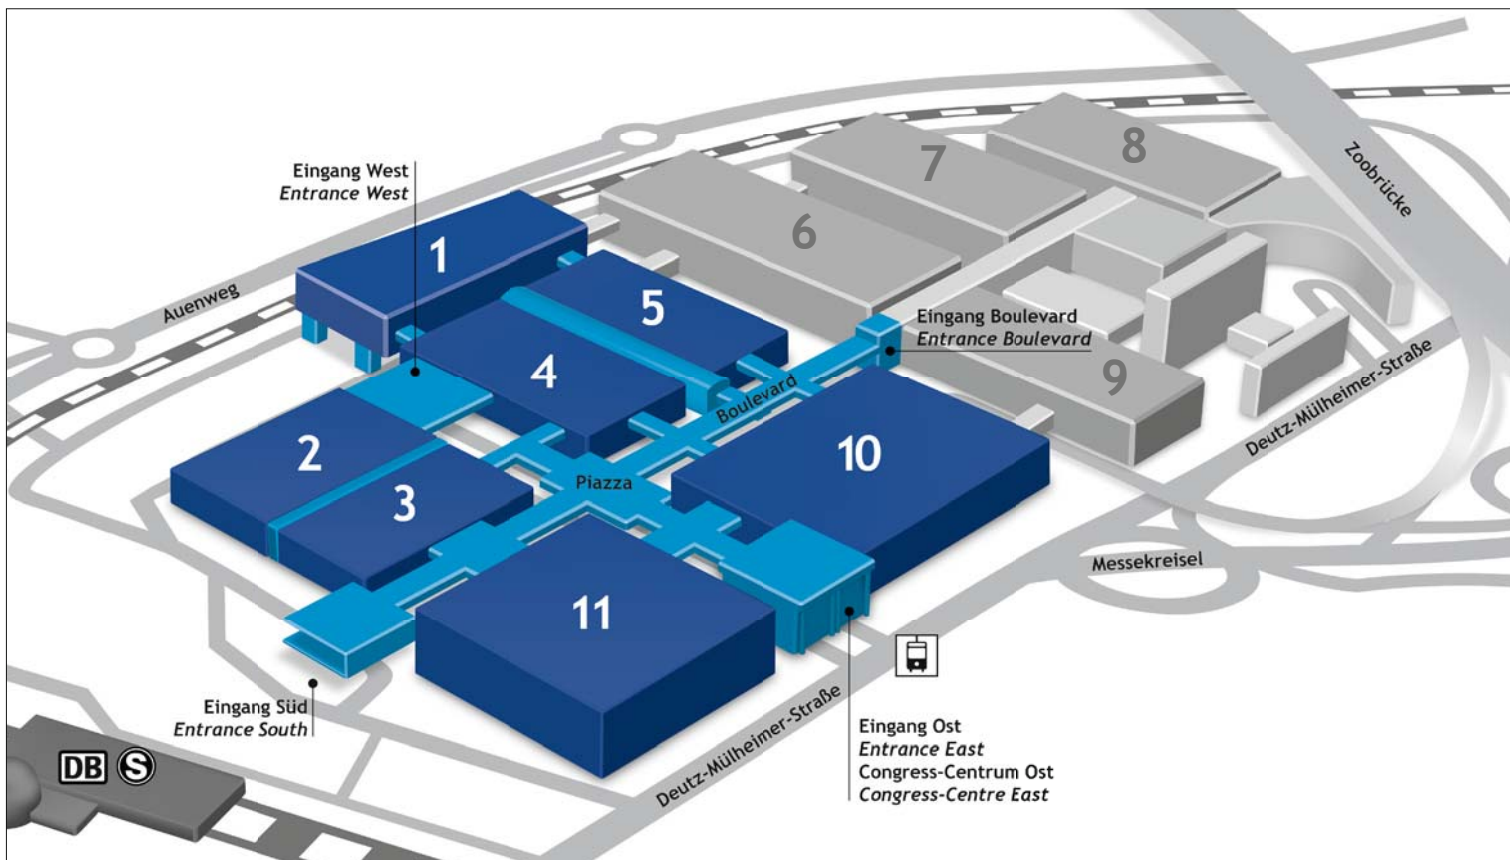 8
7
Zoobrücke
Eingang West
Entrance West
6
1
Auenweg
5
Eingang Boulevard
Entrance Boulevard
4
9
Boulevard
Deutz-Mülheimer-Straße
2
10
Piazza
3
Messekreisel
11
Eingang Süd
Entrance South
Deutz-Mülheimer-Straße
Eingang Ost
Entrance East
Congress-Centrum Ost
Congress-Centre East
DB S